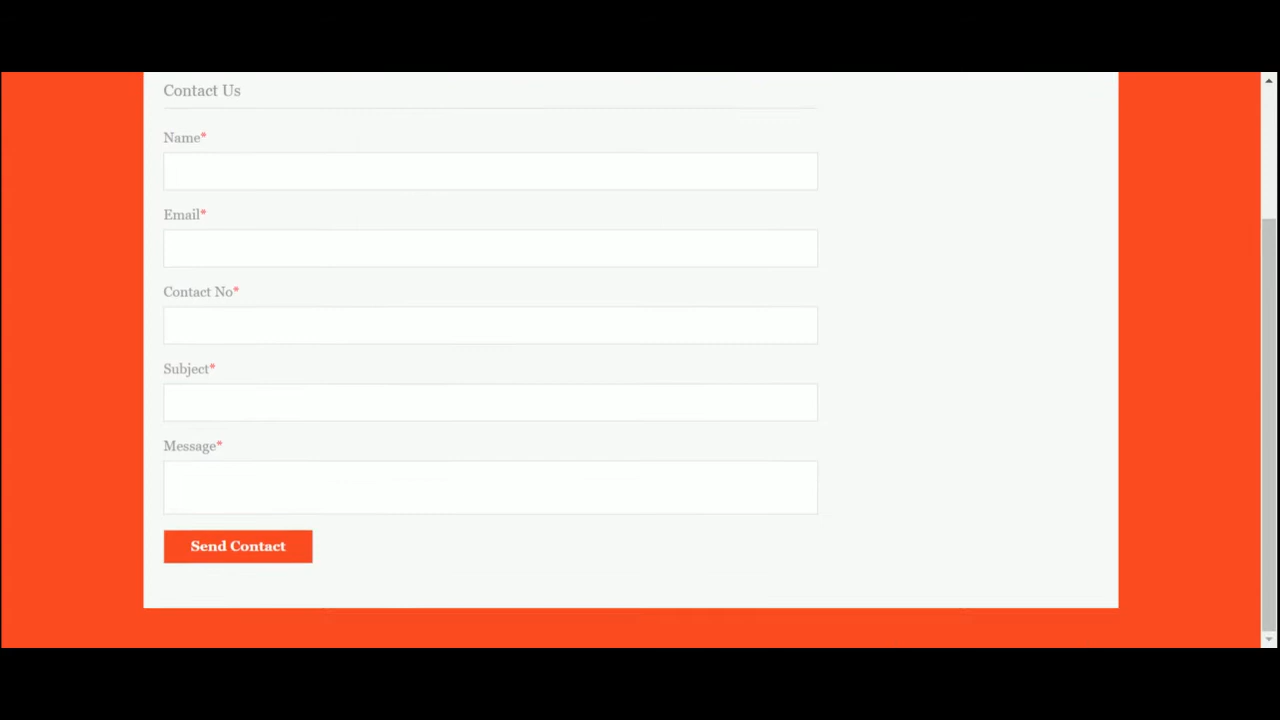 Contact Us
Name*
Email*
Contact No*
Subject*
Message*
Send Contact